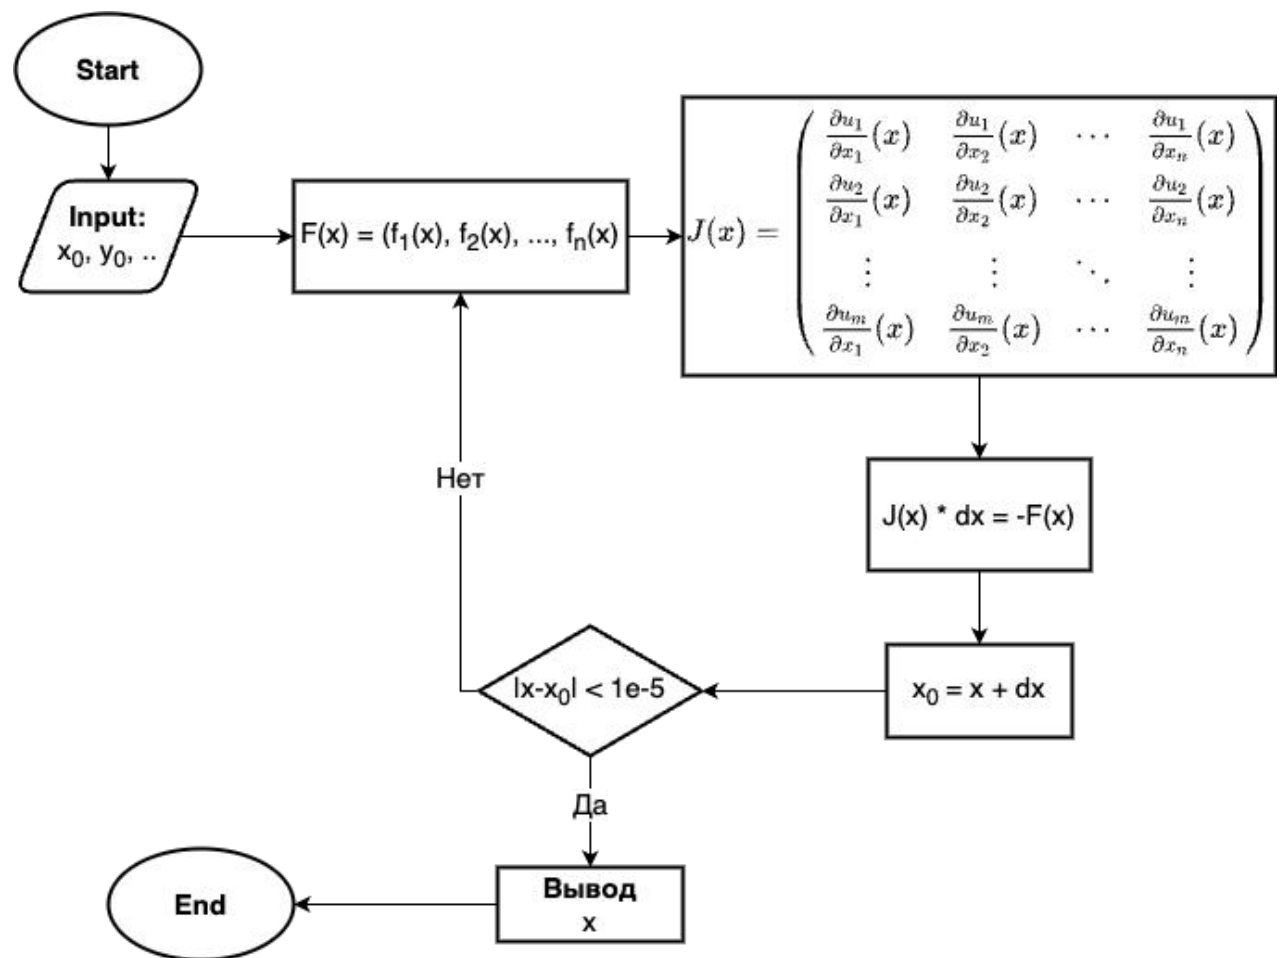 Start
Input:
x₀, y₀, ..
F(x) = (f₁(x), f₂(x), ..., fₙ(x)
J(x) =
∂u₁/∂x₁ (x) ∂u₁/∂x₂ (x) ⋯ ∂u₁/∂xₙ (x)
∂u₂/∂x₁ (x) ∂u₂/∂x₂ (x) ⋯ ∂u₂/∂xₙ (x)
⋮ ⋮ ⋱ ⋮
∂uₘ/∂x₁ (x) ∂uₘ/∂x₂ (x) ⋯ ∂uₘ/∂xₙ (x)
J(x) * dx = -F(x)
x₀ = x + dx
|x-x₀| < 1e-5
Нет
Да
Вывод
x
End